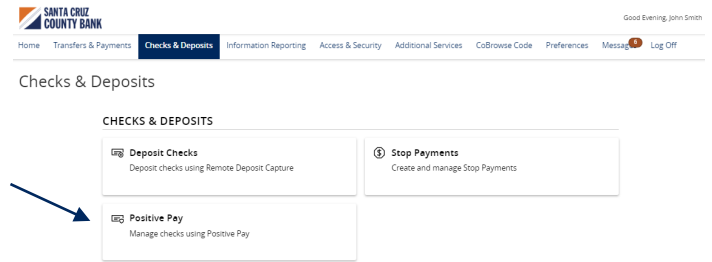 SANTA CRUZ
COUNTY BANK
Good Evening, John Smith
Home Transfers & Payments Checks & Deposits Information Reporting Access & Security Additional Services CoBrowse Code Preferences Messages 6 Log Off
Checks & Deposits
CHECKS & DEPOSITS
Deposit Checks
Deposit checks using Remote Deposit Capture
Stop Payments
Create and manage Stop Payments
Positive Pay
Manage checks using Positive Pay